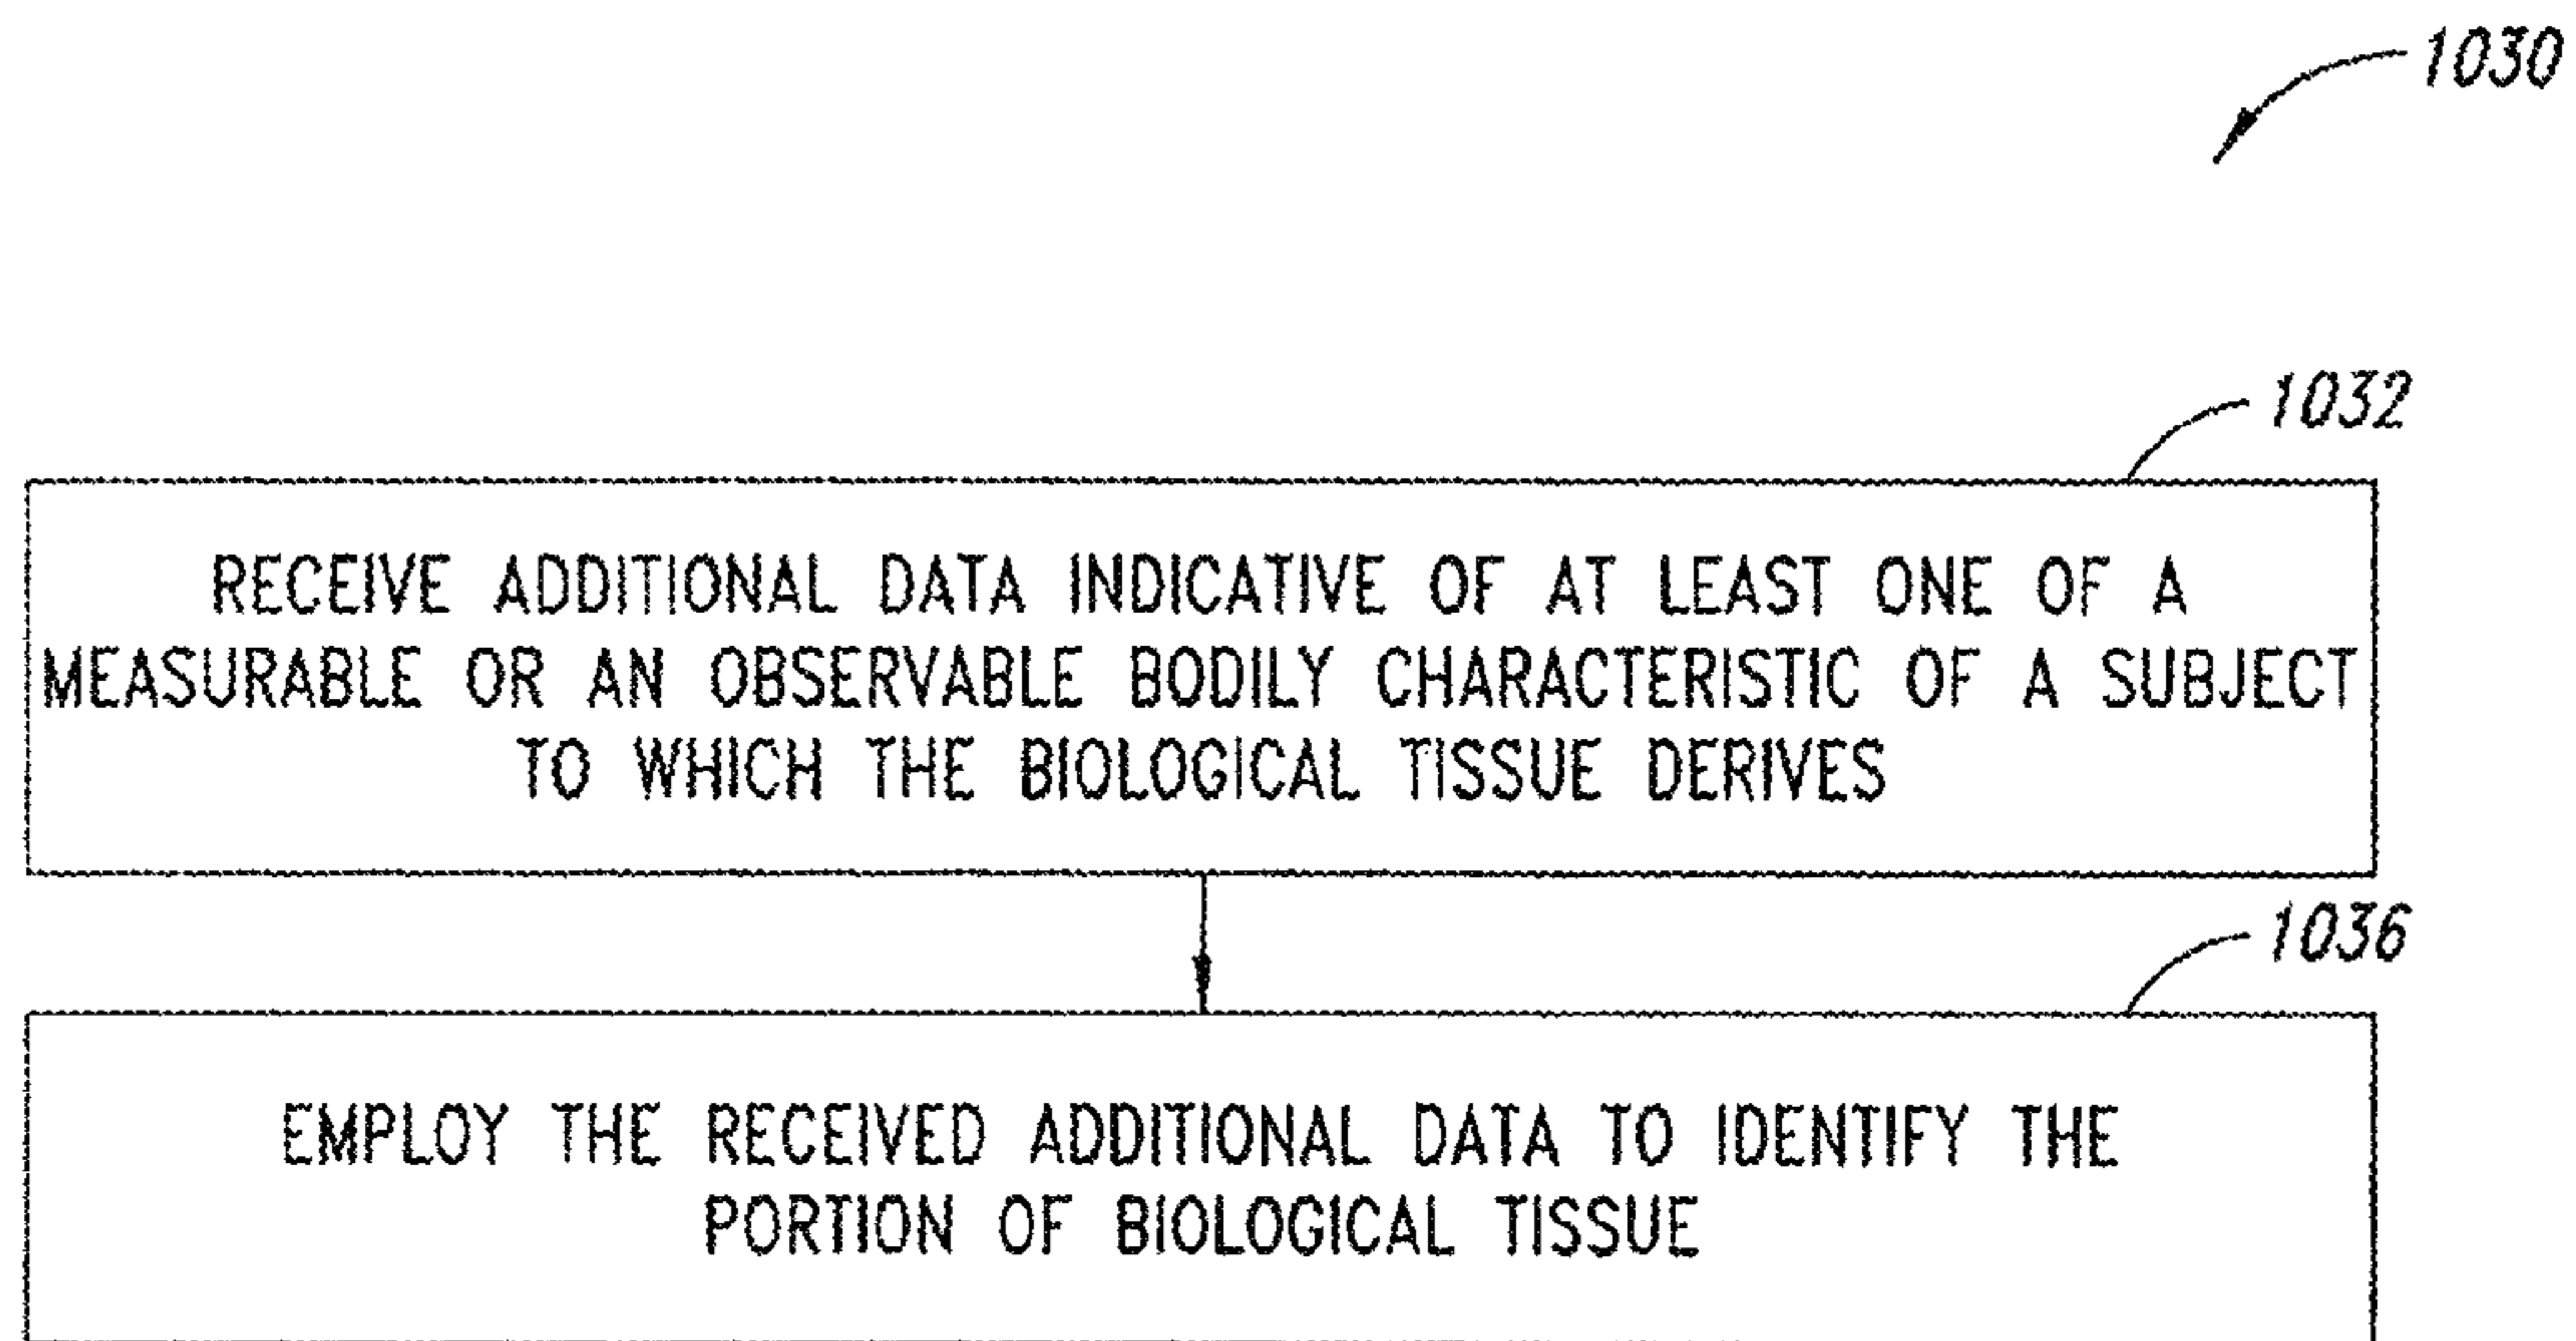 1030
1032
RECEIVE ADDITIONAL DATA INDICATIVE OF AT LEAST ONE OF A
MEASURABLE OR AN OBSERVABLE BODILY CHARACTERISTIC OF A SUBJECT
TO WHICH THE BIOLOGICAL TISSUE DERIVES
1036
EMPLOY THE RECEIVED ADDITIONAL DATA TO IDENTIFY THE
PORTION OF BIOLOGICAL TISSUE